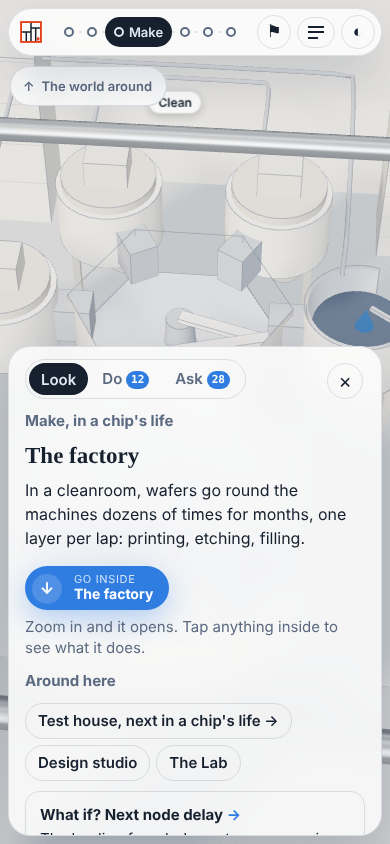 Make
The world around
Clean
Look
Do 12
Ask 28
Make, in a chip's life
The factory
In a cleanroom, wafers go round the
machines dozens of times for months, one
layer per lap: printing, etching, filling.
GO INSIDE
The factory
Zoom in and it opens. Tap anything inside to
see what it does.
Around here
Test house, next in a chip's life →
Design studio
The Lab
What if? Next node delay →